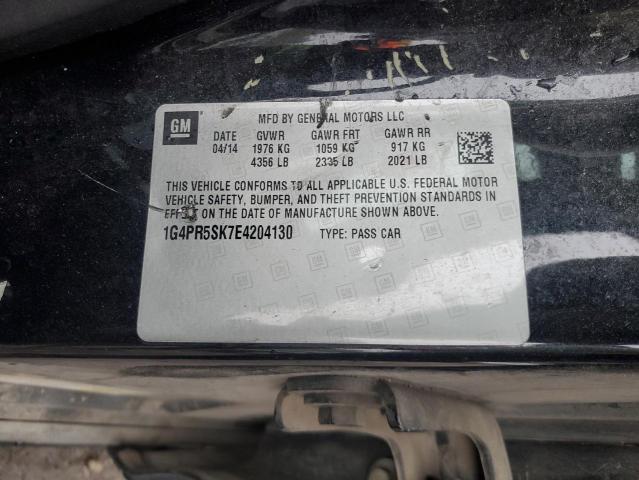 GM
MFD BY GENERAL MOTORS LLC
DATE GVWR GAWR FRT GAWR RR
04/14 1976 KG 1059 KG 917 KG
4356 LB 2335 LB 2021 LB
THIS VEHICLE CONFORMS TO ALL APPLICABLE U.S. FEDERAL MOTOR
VEHICLE SAFETY, BUMPER, AND THEFT PREVENTION STANDARDS IN
EFFECT ON THE DATE OF MANUFACTURE SHOWN ABOVE.
1G4PR5SK7E4204130 TYPE: PASS CAR